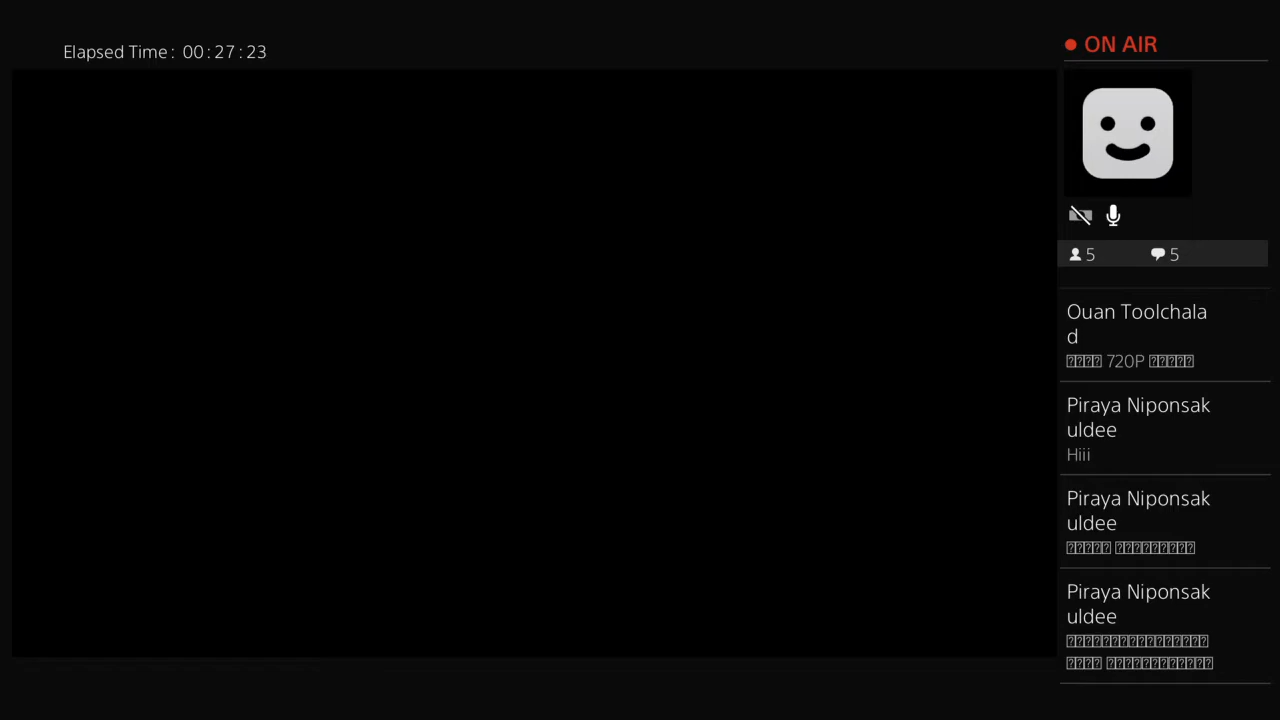 Elapsed Time: 00:27:23
ON AIR
5
5
Ouan Toolchala
d
720P
Piraya Niponsak
uldee
Hiii
Piraya Niponsak
uldee
Piraya Niponsak
uldee